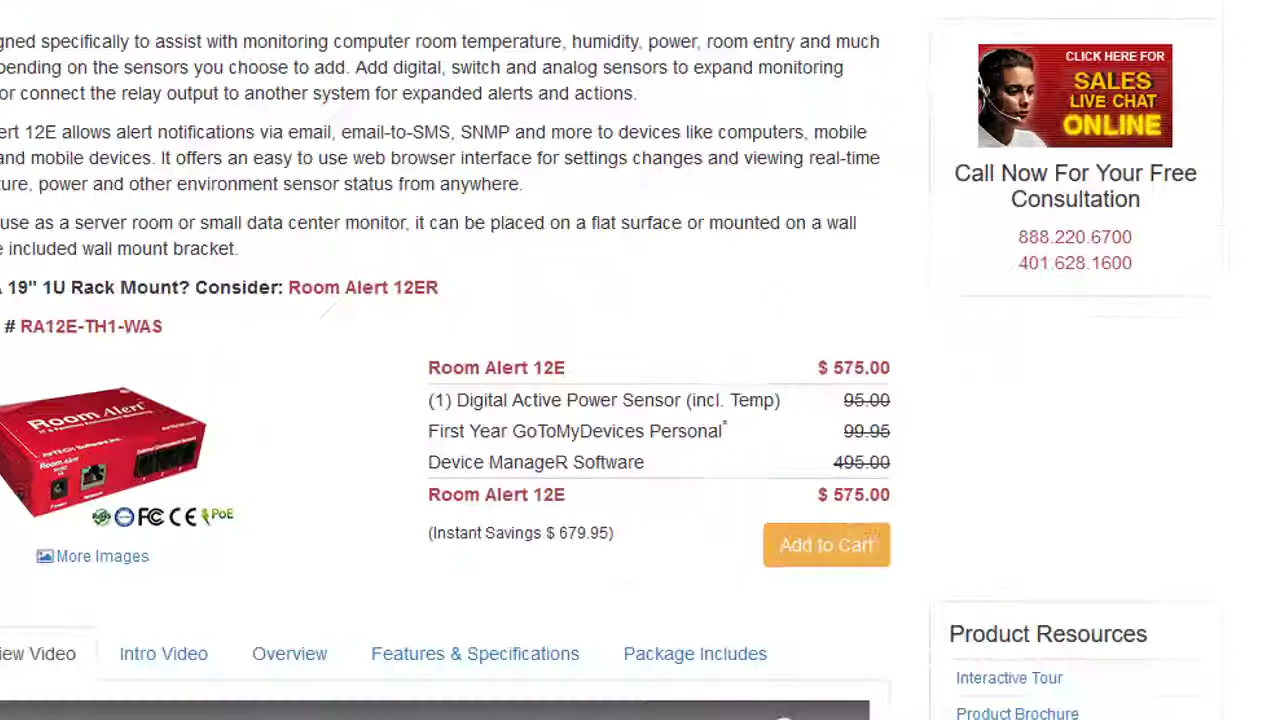 gned specifically to assist with monitoring computer room temperature, humidity, power, room entry and much
pending on the sensors you choose to add. Add digital, switch and analog sensors to expand monitoring
or connect the relay output to another system for expanded alerts and actions.
ert 12E allows alert notifications via email, email-to-SMS, SNMP and more to devices like computers, mobile
and mobile devices. It offers an easy to use web browser interface for settings changes and viewing real-time
ture, power and other environment sensor status from anywhere.
use as a server room or small data center monitor, it can be placed on a flat surface or mounted on a wall
e included wall mount bracket.
A 19" 1U Rack Mount? Consider: Room Alert 12ER
# RA12E-TH1-WAS
Room Alert
FC CE PoE
More Images
Room Alert 12E $ 575.00
(1) Digital Active Power Sensor (incl. Temp) 95.00
First Year GoToMyDevices Personal* 99.95
Device ManageR Software 495.00
Room Alert 12E $ 575.00
(Instant Savings $ 679.95)
Add to Cart
iew Video Intro Video Overview Features & Specifications Package Includes
CLICK HERE FOR
SALES
LIVE CHAT
ONLINE
Call Now For Your Free
Consultation
888.220.6700
401.628.1600
Product Resources
Interactive Tour
Product Brochure